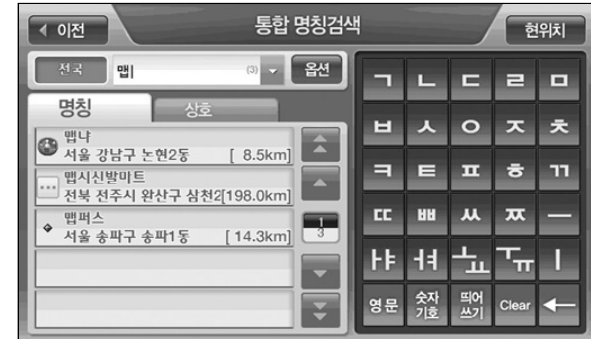 이전
통합 명칭검색
현위치
전국 맵 (3) 옵션
명칭 상호
맵냐
서울 강남구 논현2동 [ 8.5km]
맵시신발마트
전북 전주시 완산구 삼천2[198.0km]
맵퍼스
서울 송파구 송파1동 [ 14.3km]
1
3
ㄱ ㄴ ㄷ ㄹ ㅁ
ㅂ ㅅ ㅇ ㅈ ㅊ
ㅋ ㅌ ㅍ ㅎ ㄲ
ㄸ ㅃ ㅆ ㅉ ㅡ
ㅏㅑ ㅓㅕ ㅗㅛ ㅜㅠ ㅣ
영문 숫자 기호 띄어 쓰기 Clear ←